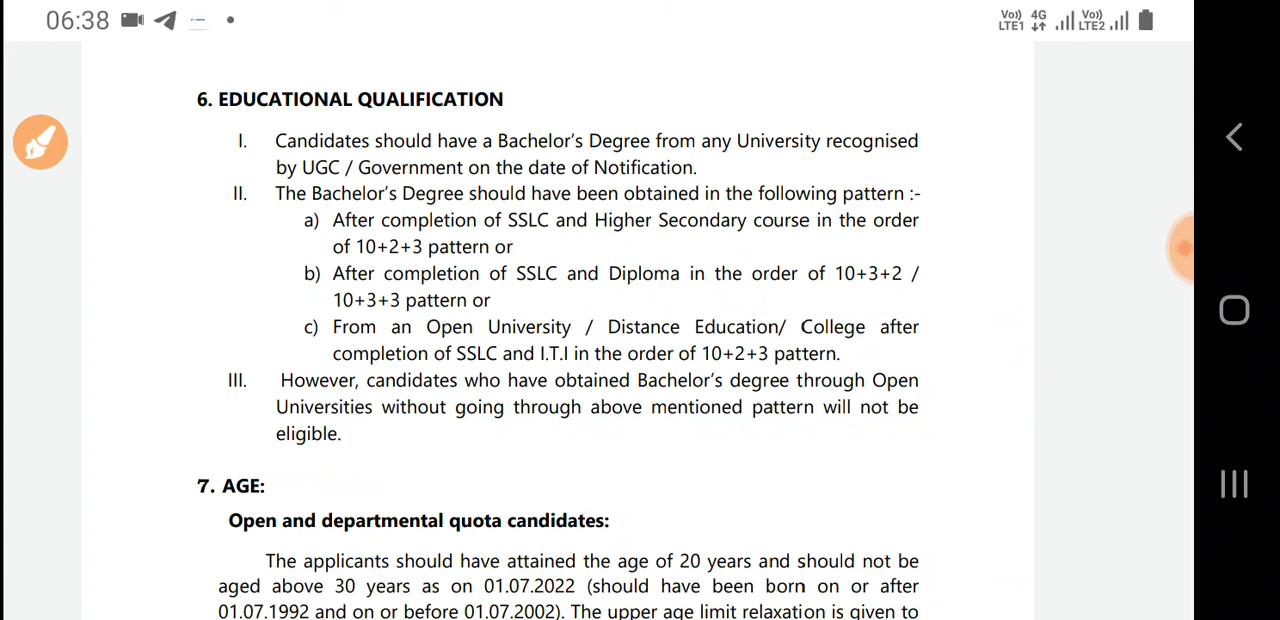 06:38
Vo)) 4G Vo))
LTE1 LTE2
6. EDUCATIONAL QUALIFICATION
I. Candidates should have a Bachelor's Degree from any University recognised
by UGC / Government on the date of Notification.
II. The Bachelor's Degree should have been obtained in the following pattern :-
a) After completion of SSLC and Higher Secondary course in the order
of 10+2+3 pattern or
b) After completion of SSLC and Diploma in the order of 10+3+2 /
10+3+3 pattern or
c) From an Open University / Distance Education/ College after
completion of SSLC and I.T.I in the order of 10+2+3 pattern.
III. However, candidates who have obtained Bachelor's degree through Open
Universities without going through above mentioned pattern will not be
eligible.
7. AGE:
Open and departmental quota candidates:
The applicants should have attained the age of 20 years and should not be
aged above 30 years as on 01.07.2022 (should have been born on or after
01.07.1992 and on or before 01.07.2002). The upper age limit relaxation is given to